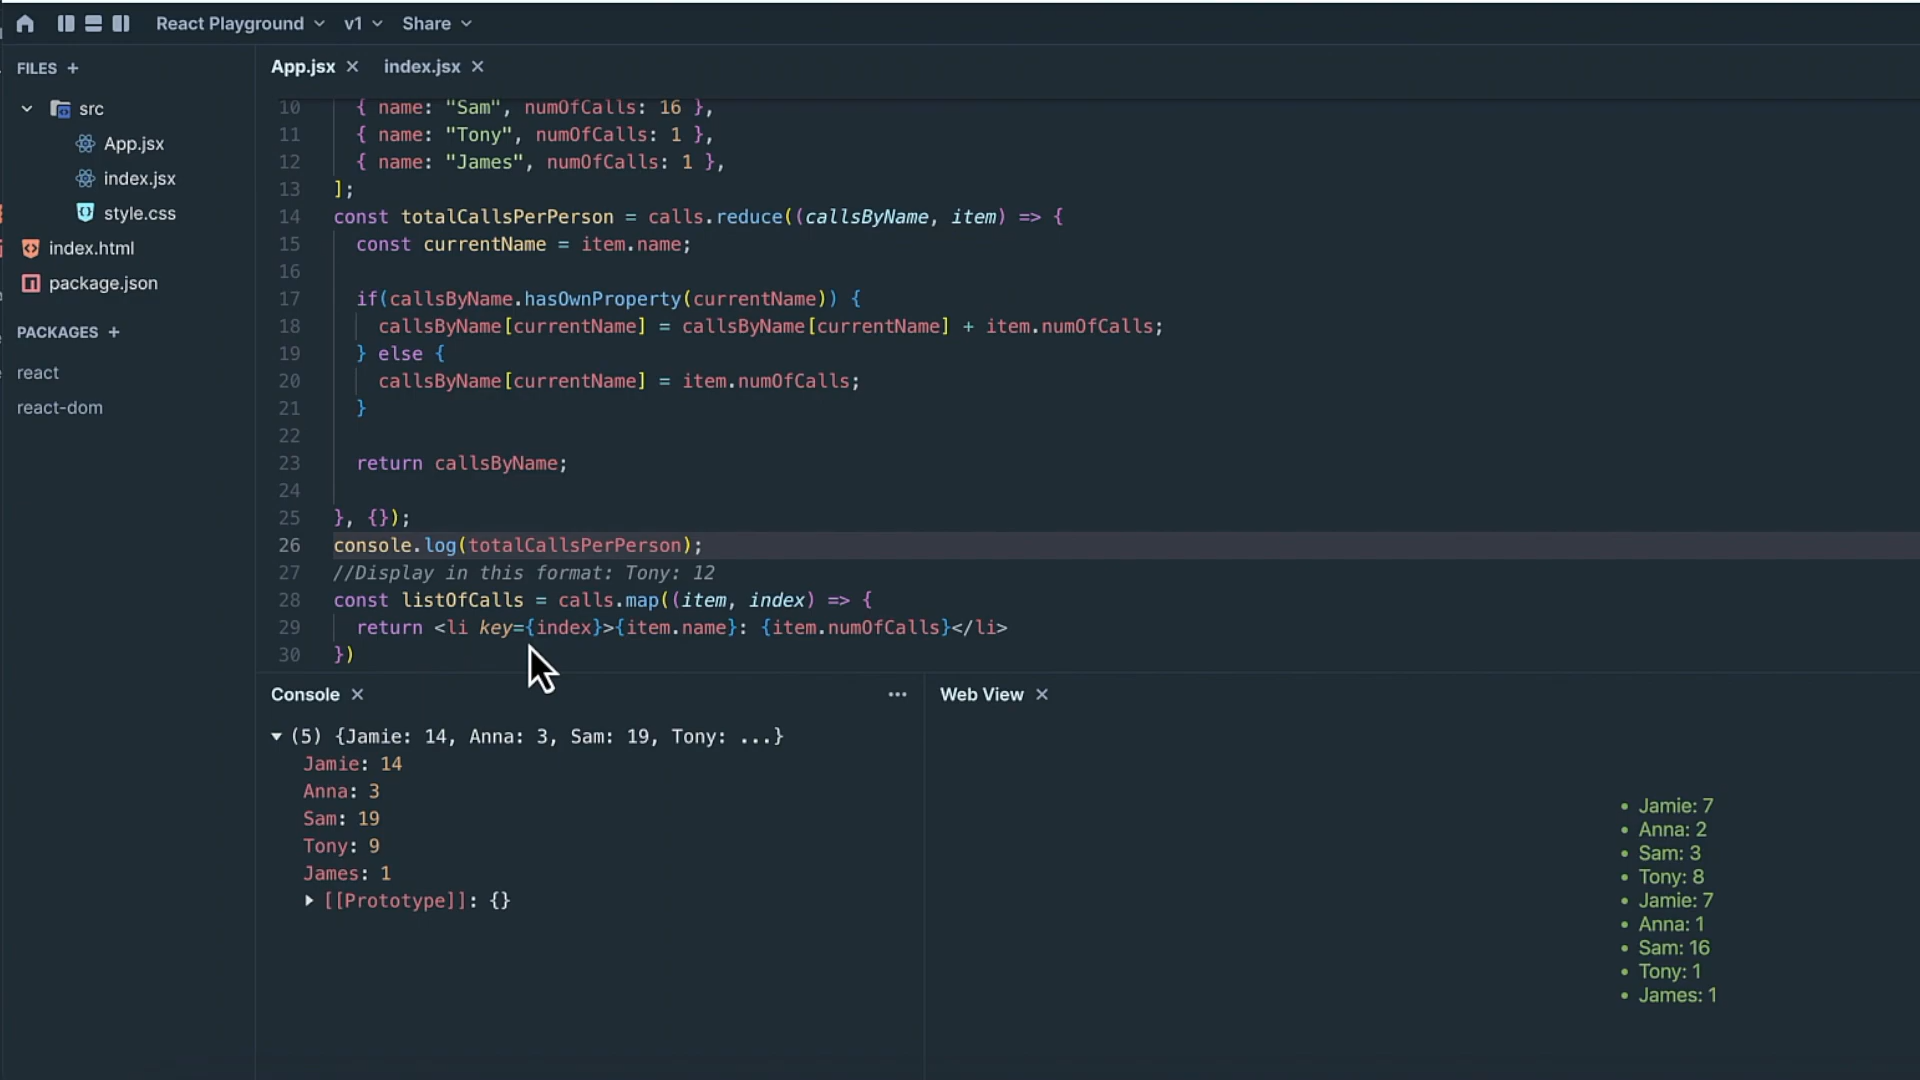 React Playground v1 Share
FILES +
src
App.jsx
index.jsx
style.css
index.html
package.json
PACKAGES +
react
react-dom
App.jsx × index.jsx ×
10 { name: "Sam", numOfCalls: 16 },
11 { name: "Tony", numOfCalls: 1 },
12 { name: "James", numOfCalls: 1 },
13 ];
14 const totalCallsPerPerson = calls.reduce((callsByName, item) => {
15 const currentName = item.name;
16
17 if(callsByName.hasOwnProperty(currentName)) {
18 callsByName[currentName] = callsByName[currentName] + item.numOfCalls;
19 } else {
20 callsByName[currentName] = item.numOfCalls;
21 }
22
23 return callsByName;
24
25 }, {});
26 console.log(totalCallsPerPerson);
27 //Display in this format: Tony: 12
28 const listOfCalls = calls.map((item, index) => {
29 return <li key={index}>{item.name}: {item.numOfCalls}</li>
30 })
Console × ...
(5) {Jamie: 14, Anna: 3, Sam: 19, Tony: ...}
Jamie: 14
Anna: 3
Sam: 19
Tony: 9
James: 1
[[Prototype]]: {}
Web View ×
• Jamie: 7
• Anna: 2
• Sam: 3
• Tony: 8
• Jamie: 7
• Anna: 1
• Sam: 16
• Tony: 1
• James: 1